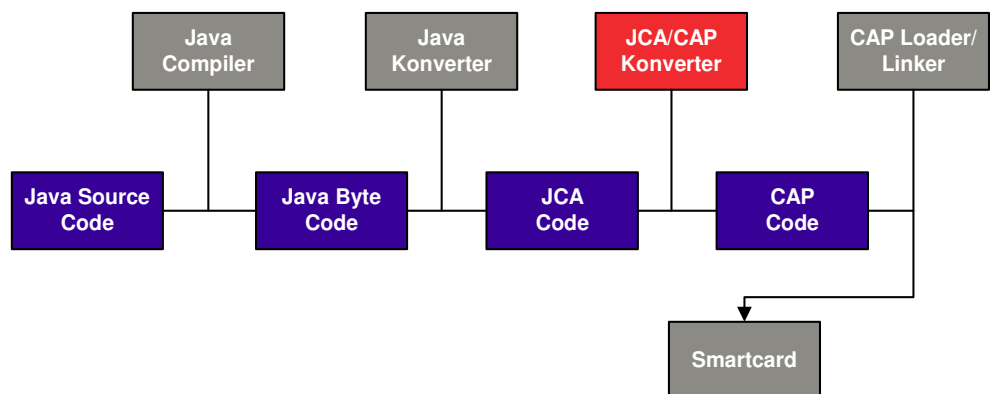 Java
Compiler
Java
Konverter
JCA/CAP
Konverter
CAP Loader/
Linker
Java Source
Code
Java Byte
Code
JCA
Code
CAP
Code
Smartcard